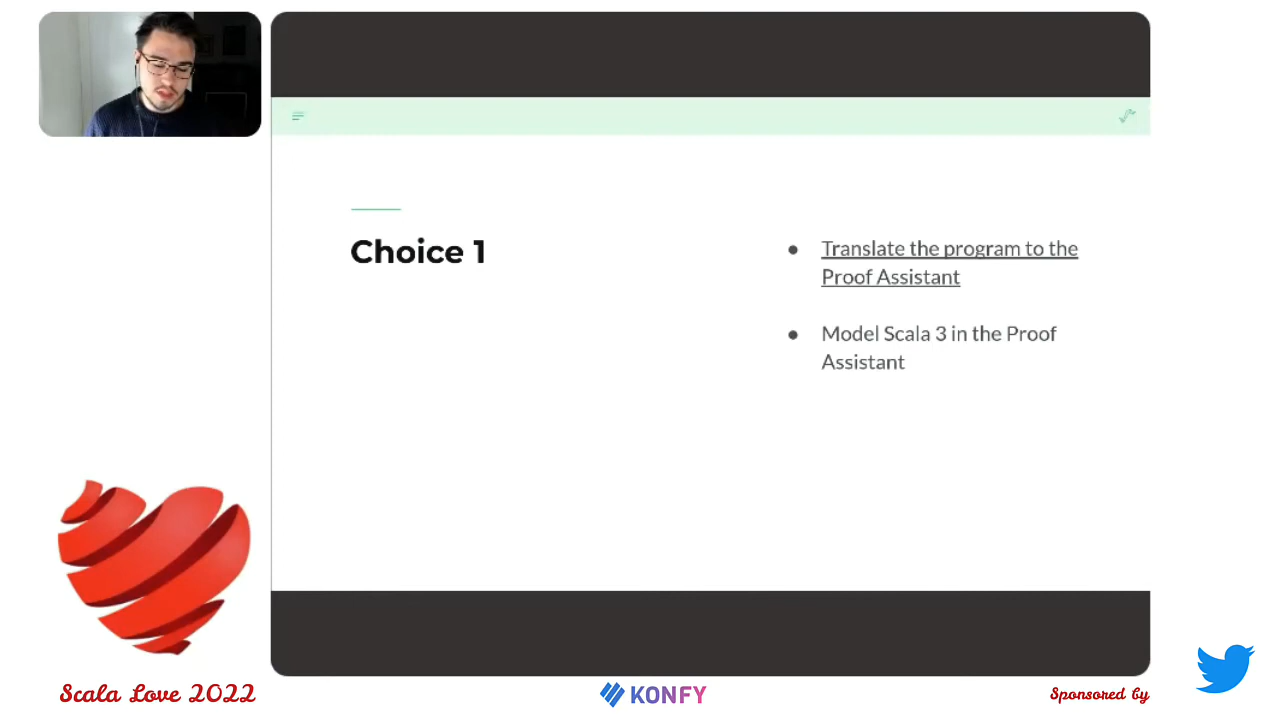 Choice 1
● Translate the program to the
Proof Assistant
● Model Scala 3 in the Proof
Assistant
Scala Love 2022
KONFY
Sponsored by